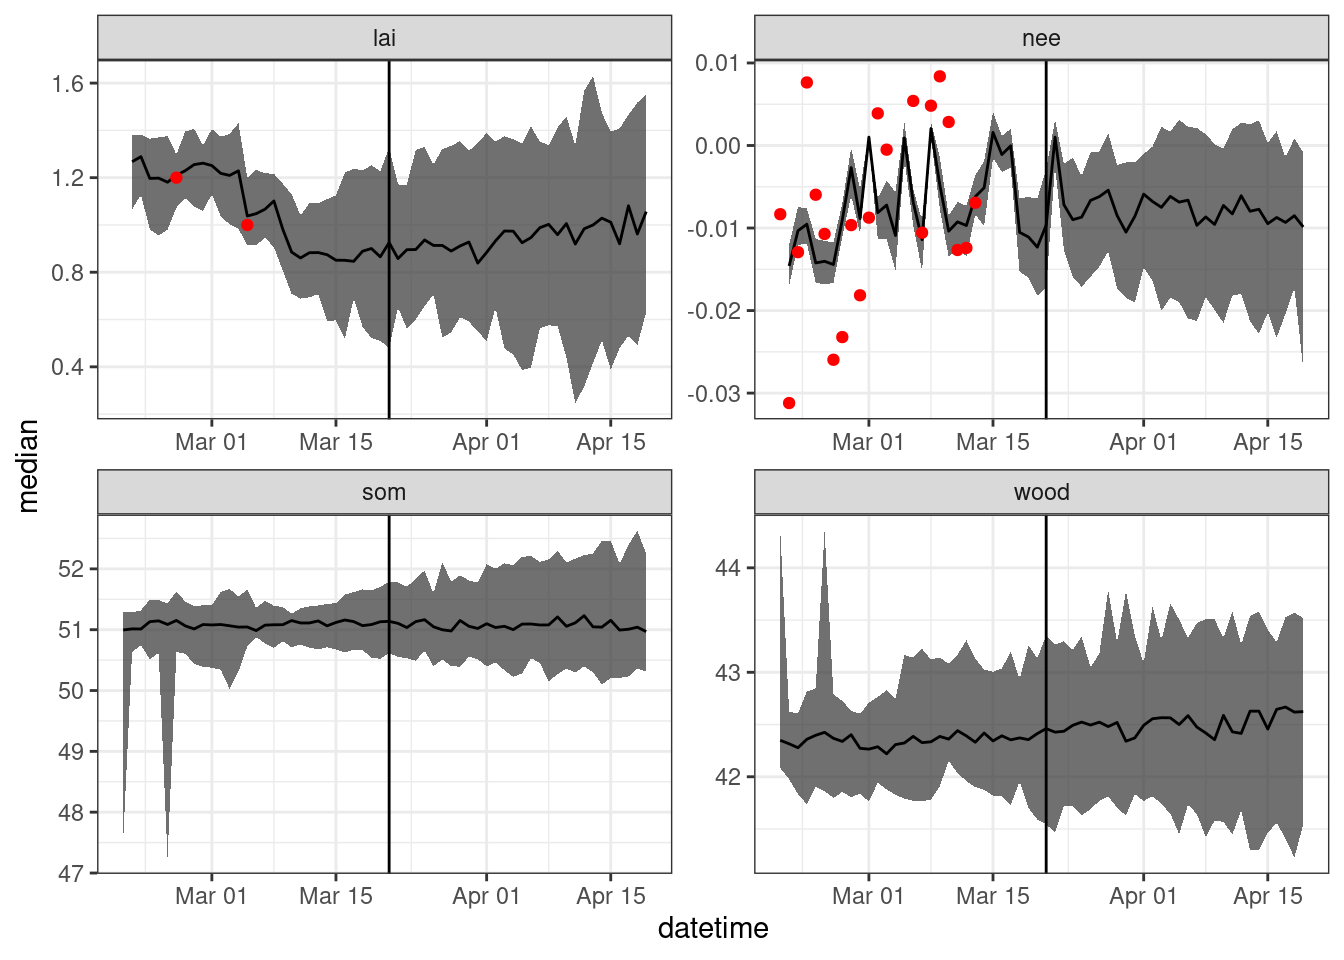 lai
nee
1.6
1.2
0.8
0.4
0.01
0.00
-0.01
-0.02
-0.03
Mar 01 Mar 15 Apr 01 Apr 15
Mar 01 Mar 15 Apr 01 Apr 15
median
som
wood
52
51
50
49
48
47
44
43
42
Mar 01 Mar 15 Apr 01 Apr 15
Mar 01 Mar 15 Apr 01 Apr 15
datetime